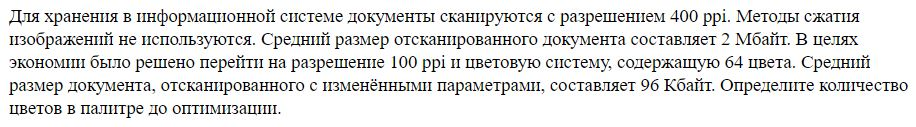 Для хранения в информационной системе документы сканируются с разрешением 400 ppi. Методы сжатия
изображений не используются. Средний размер отсканированного документа составляет 2 Мбайт. В целях
экономии было решено перейти на разрешение 100 ppi и цветовую систему, содержащую 64 цвета. Средний
размер документа, отсканированного с изменёнными параметрами, составляет 96 Кбайт. Определите количество
цветов в палитре до оптимизации.